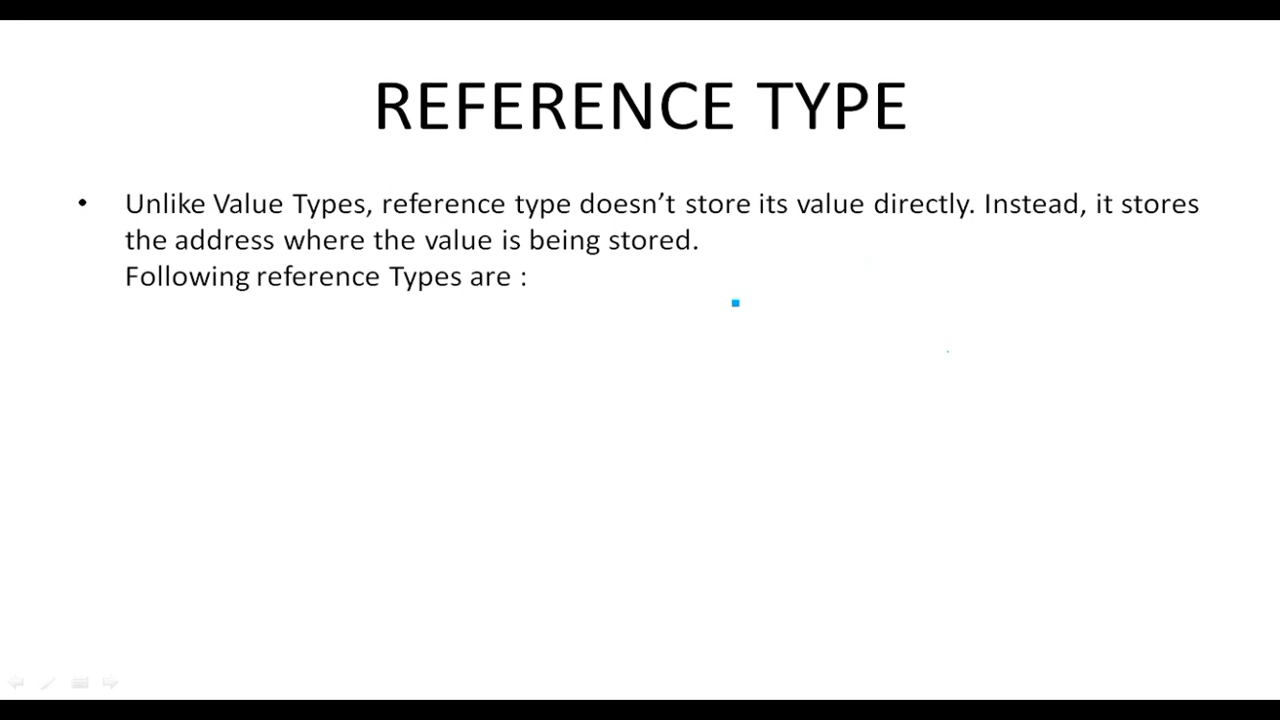 REFERENCE TYPE
• Unlike Value Types, reference type doesn’t store its value directly. Instead, it stores
the address where the value is being stored.
Following reference Types are :